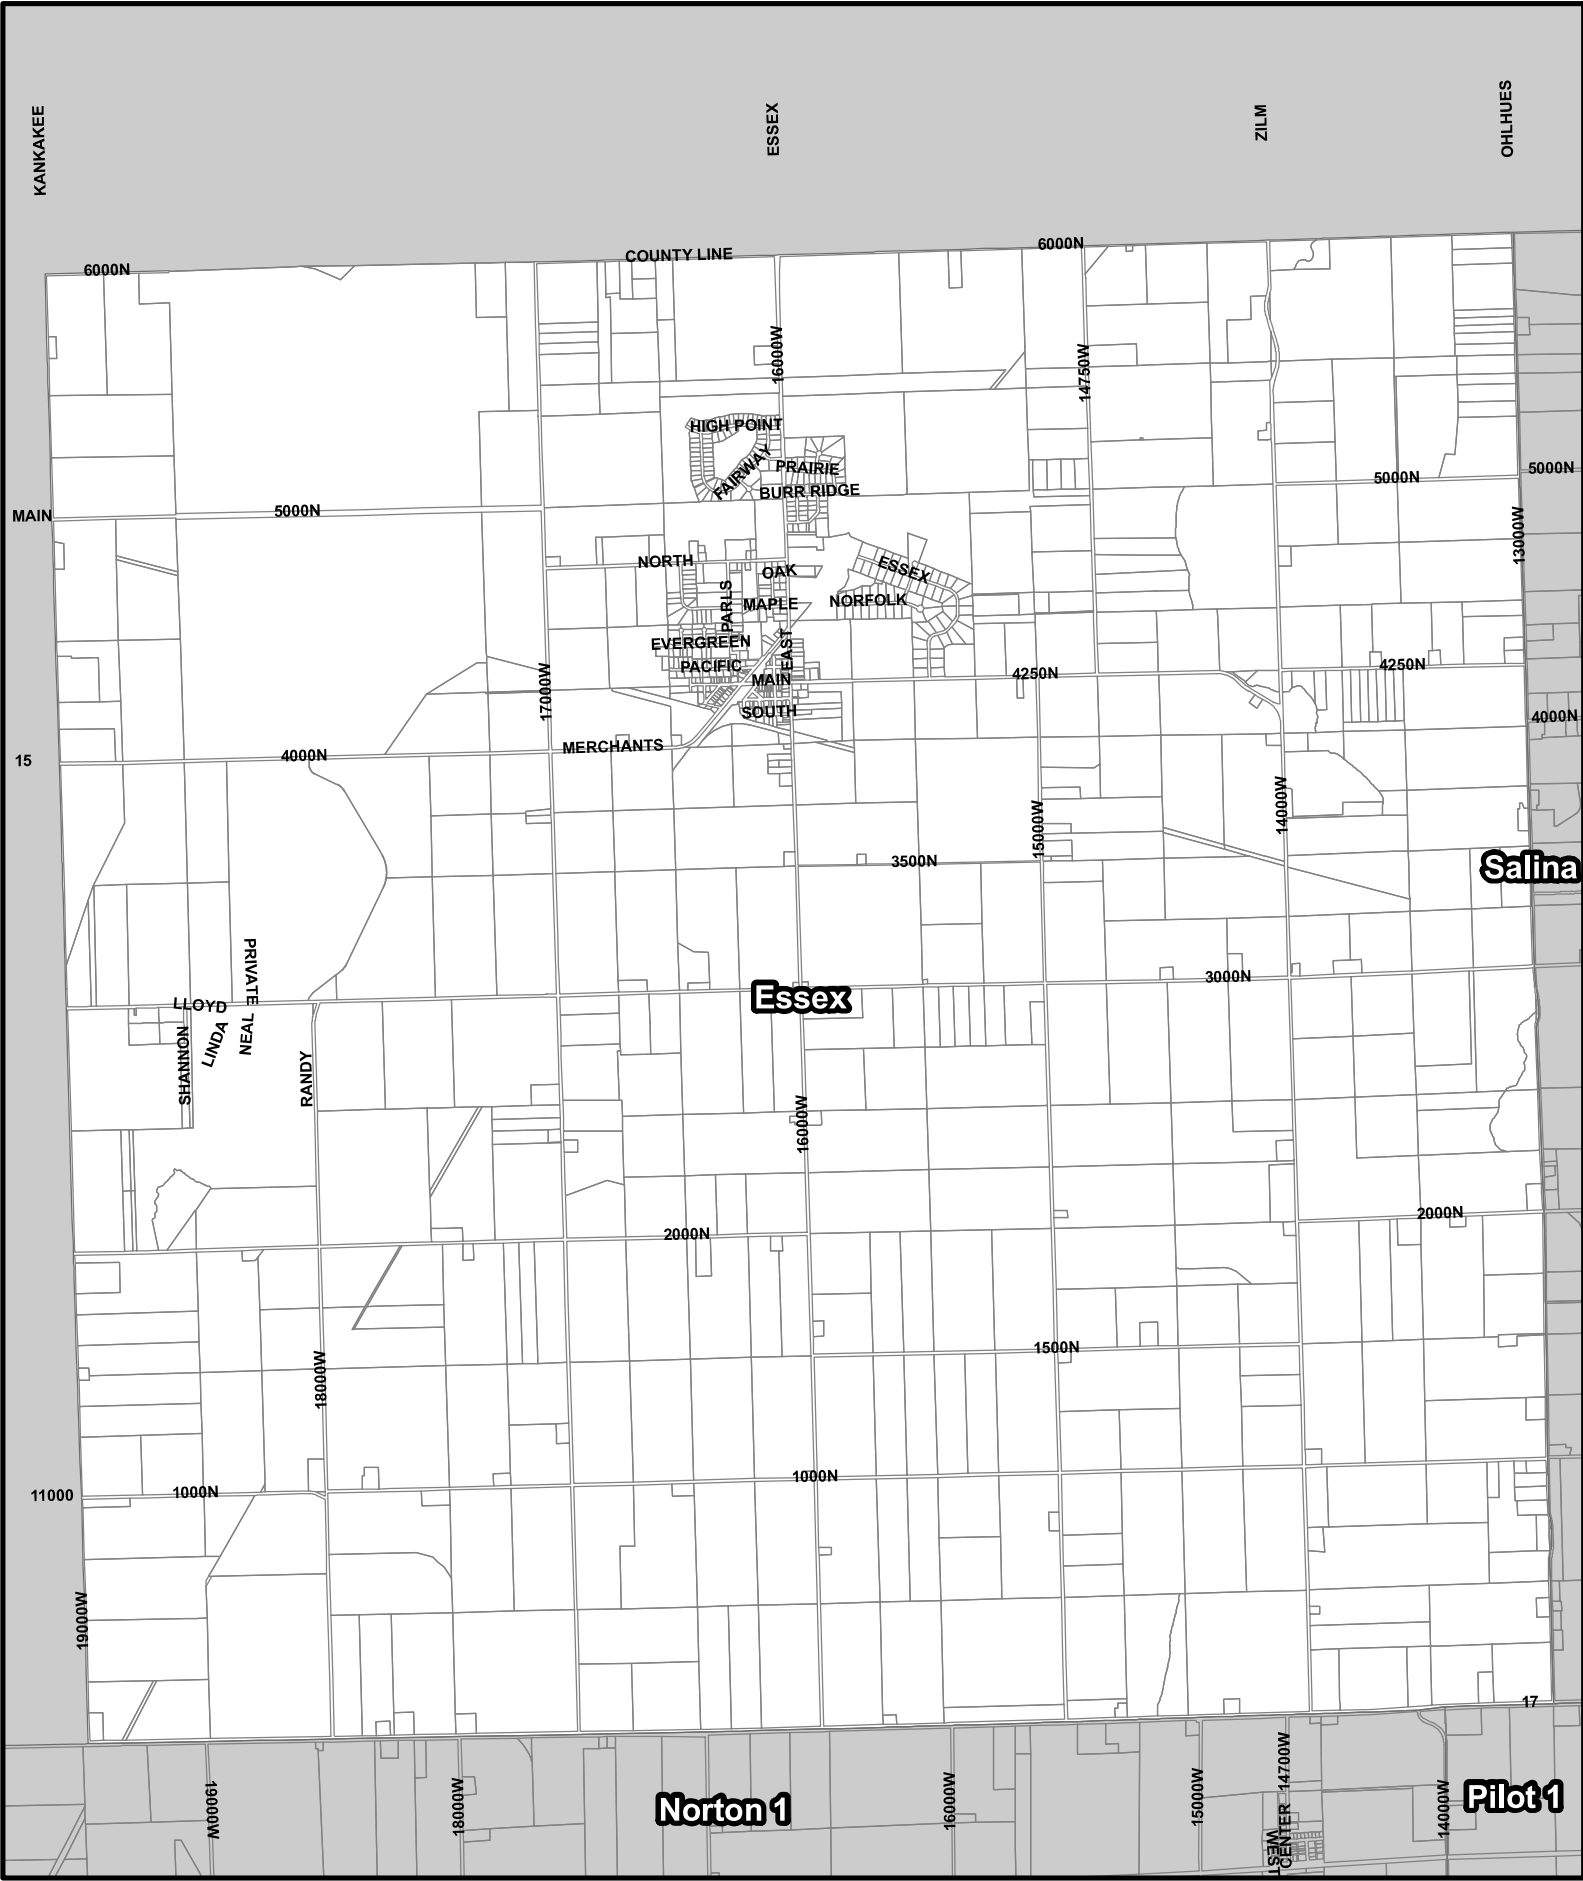 KANKAKEE
ESSEX
ZILM
OHLHUES
6000N
COUNTY LINE
6000N
16000W
14750W
HIGH POINT
FAIRWAY
PRAIRIE
BURR RIDGE
5000N
5000N
MAIN
5000N
13000W
NORTH
OAK
ESSEX
PARLS
MAPLE
NORFOLK
EVERGREEN
EAST
PACIFIC
MAIN
4250N
4250N
17000W
SOUTH
4000N
MERCHANTS
15
4000N
14000W
15000W
3500N
Salina
PRIVATE
LLOYD
Essex
3000N
SHANNON
LINDA
NEAL
RANDY
16000W
2000N
2000N
1500N
18000W
1000N
11000
1000N
19000W
17
19000W
18000W
Norton 1
16000W
15000W
14700W
CENTER
WEST
14000W
Pilot 1